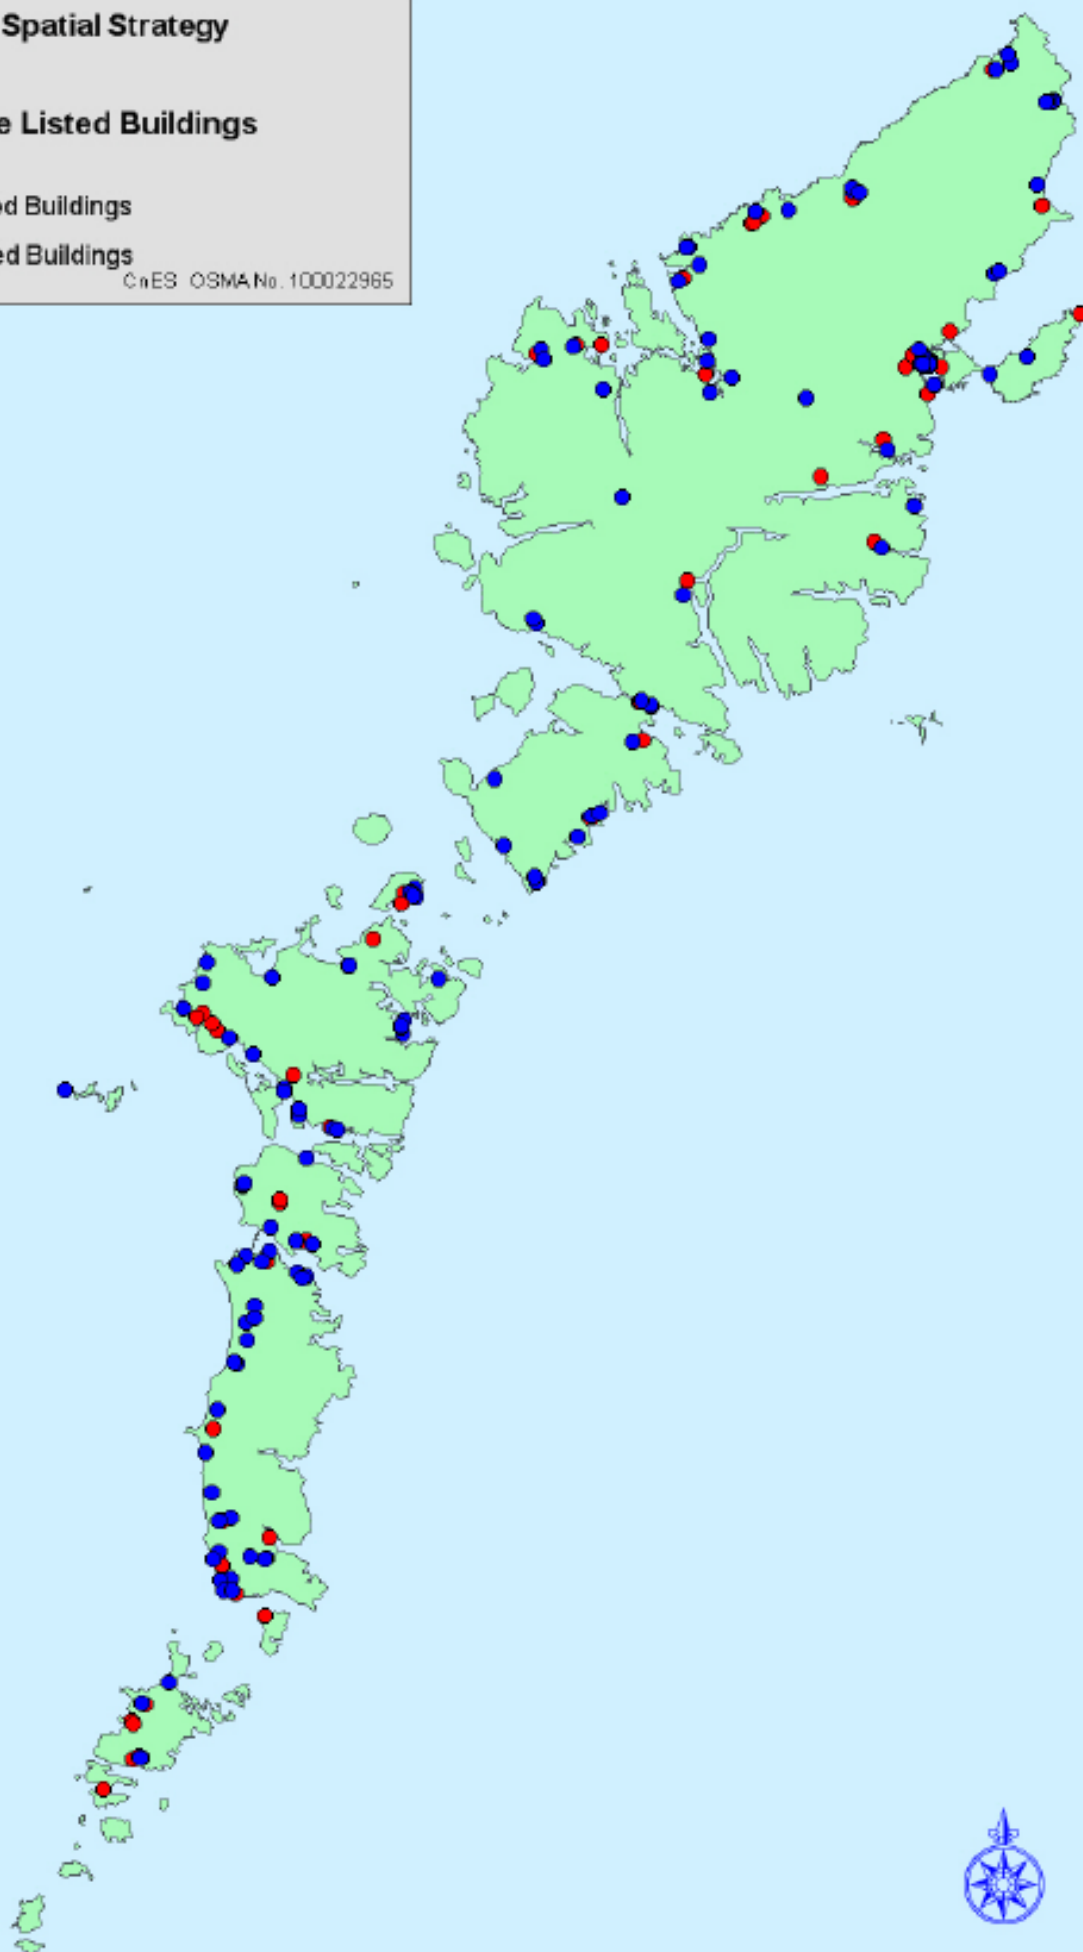 Spatial Strategy
e Listed Buildings
d Buildings
ed Buildings
CnES OSMA No. 100022965